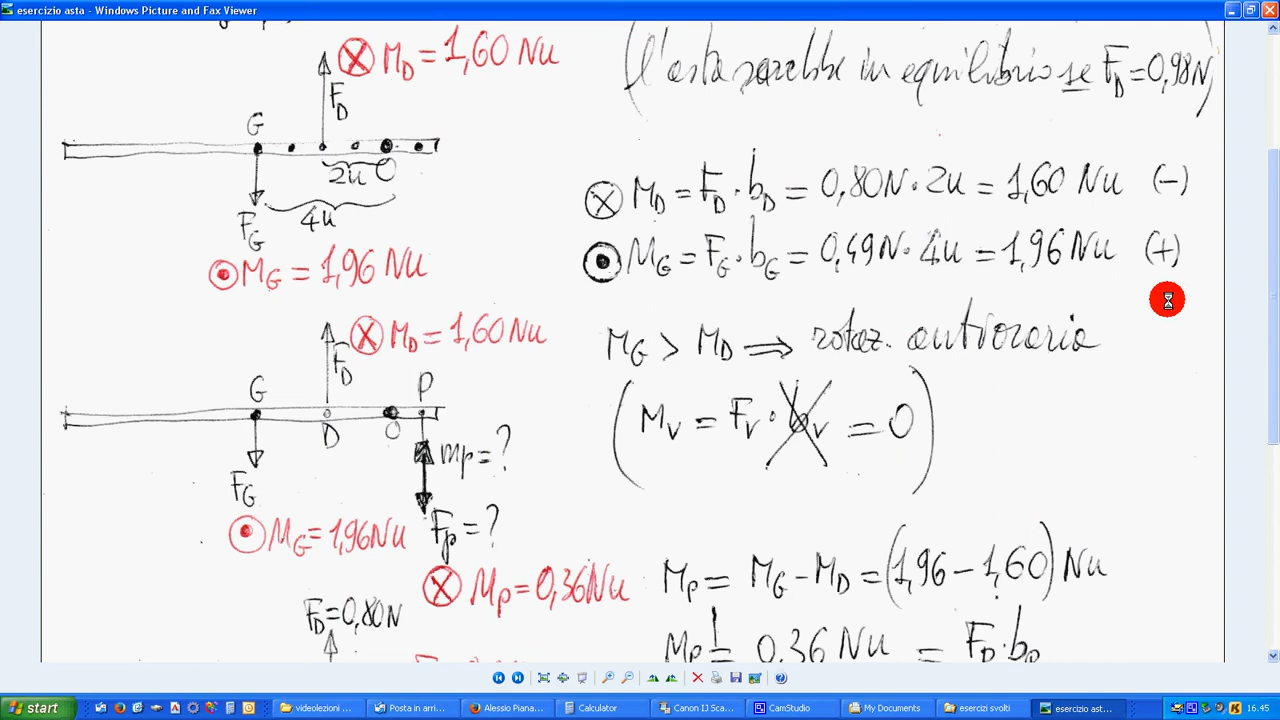 esercizio asta - Windows Picture and Fax Viewer
⊗ M_D = 1,60 Nu
(l'asta sarebbe in equilibrio se F_D = 0,98N)
F_D
G
2u O
4u
F_G
⊙ M_G = 1,96 Nu
⊗ M_D = F_D · b_D = 0,80N · 2u = 1,60 Nu (-)
⊙ M_G = F_G · b_G = 0,49N · 4u = 1,96 Nu (+)
M_G > M_D ⟹ rotaz. antioraria
(M_V = F_V · b_V = 0)
⊗ M_D = 1,60 Nu
F_D
G P
D O
m_P = ?
F_G
F_P = ?
⊙ M_G = 1,96 Nu
⊗ M_P = 0,36 Nu
M_P = M_G - M_D = (1,96 - 1,60) Nu
M_P = 0,36 Nu = F_P · b_P
F_D = 0,80N
start
videolezioni ...
Posta in arri...
Alessio Piana...
Calculator
Canon IJ Sca...
CamStudio
My Documents
esercizi svolti
esercizio ast...
16.45